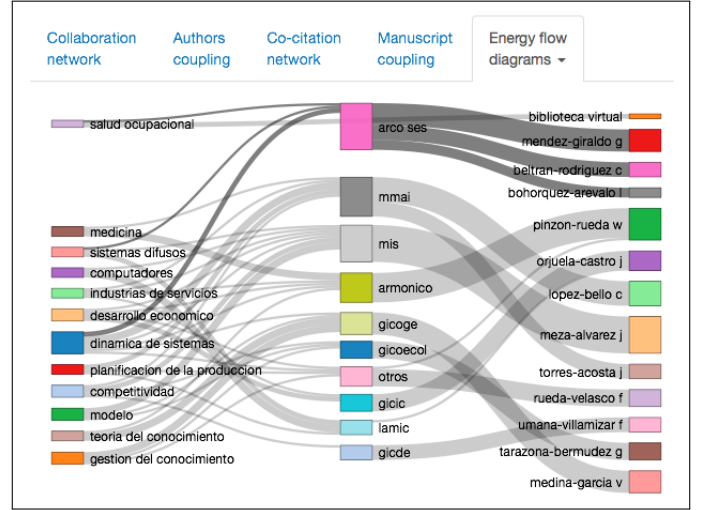 Collaboration
network
Authors
coupling
Co-citation
network
Manuscript
coupling
Energy flow
diagrams
salud ocupacional
medicina
sistemas difusos
computadores
industrias de servicios
desarrollo economico
dinamica de sistemas
planificacion de la produccion
competitividad
modelo
teoria del conocimiento
gestion del conocimiento
arco ses
mmai
mis
armonico
gicoge
gicoecol
otros
gicic
lamic
gicde
biblioteca virtual
mendez-giraldo g
beltran-rodriguez c
bohorquez-arevalo l
pinzon-rueda w
orjuela-castro j
lopez-bello c
meza-alvarez j
torres-acosta j
rueda-velasco f
umana-villamizar f
tarazona-bermudez g
medina-garcia v